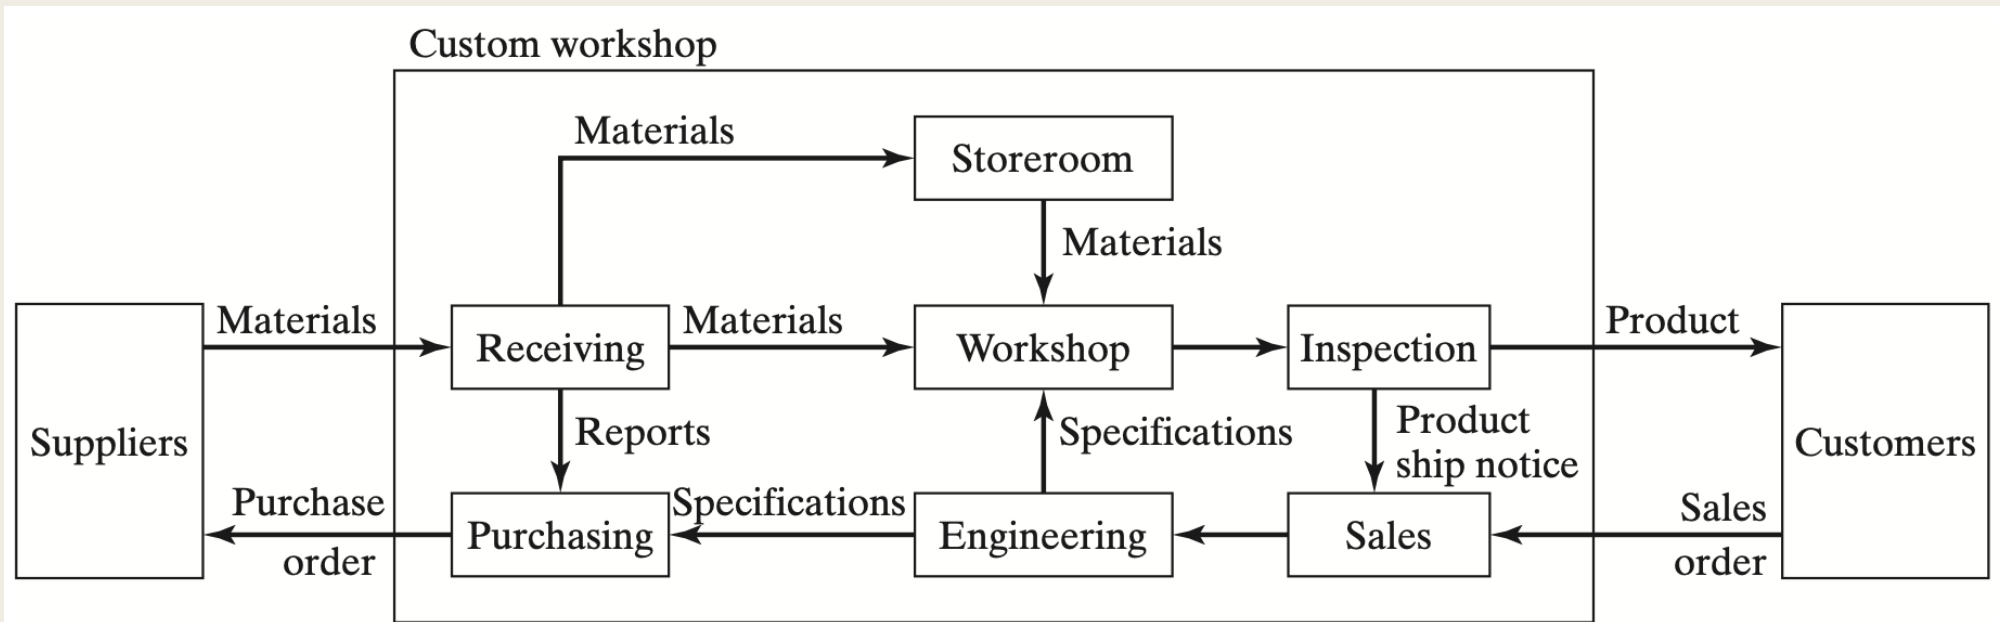 Custom workshop
Materials
Storeroom
Materials
Materials
Receiving
Materials
Workshop
Inspection
Product
Suppliers
Reports
Specifications
Product
ship notice
Customers
Purchase
order
Purchasing
Specifications
Engineering
Sales
Sales
order